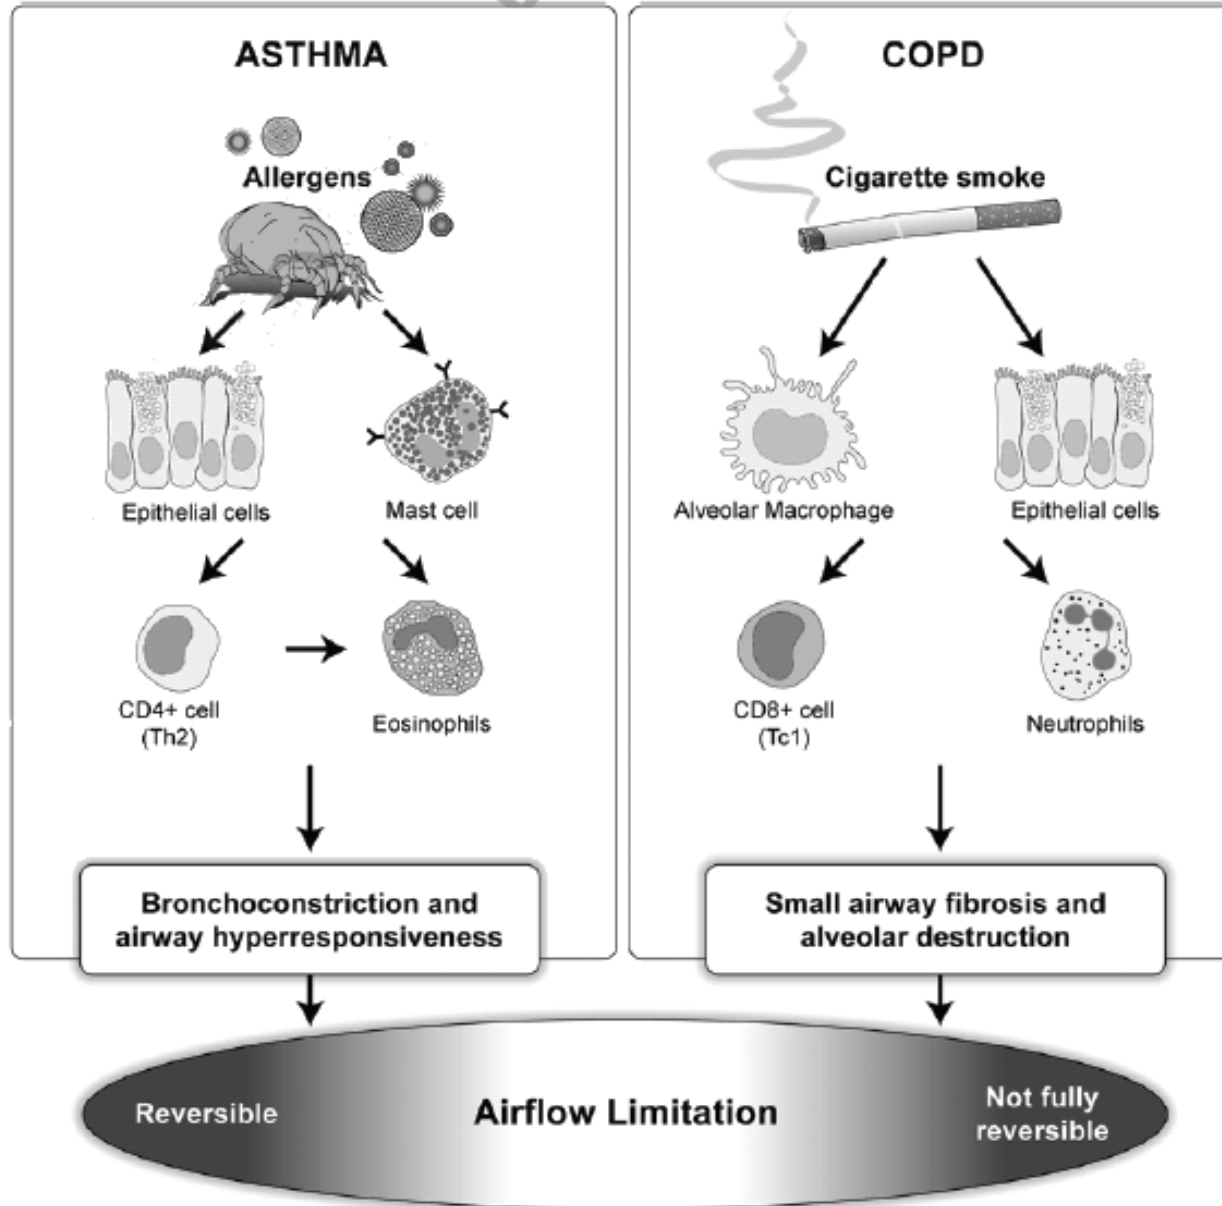 ASTHMA
Allergens
Epithelial cells
Mast cell
CD4+ cell
(Th2)
Eosinophils
Bronchoconstriction and
airway hyperresponsiveness
COPD
Cigarette smoke
Alveolar Macrophage
Epithelial cells
CD8+ cell
(Tc1)
Neutrophils
Small airway fibrosis and
alveolar destruction
Reversible
Airflow Limitation
Not fully
reversible